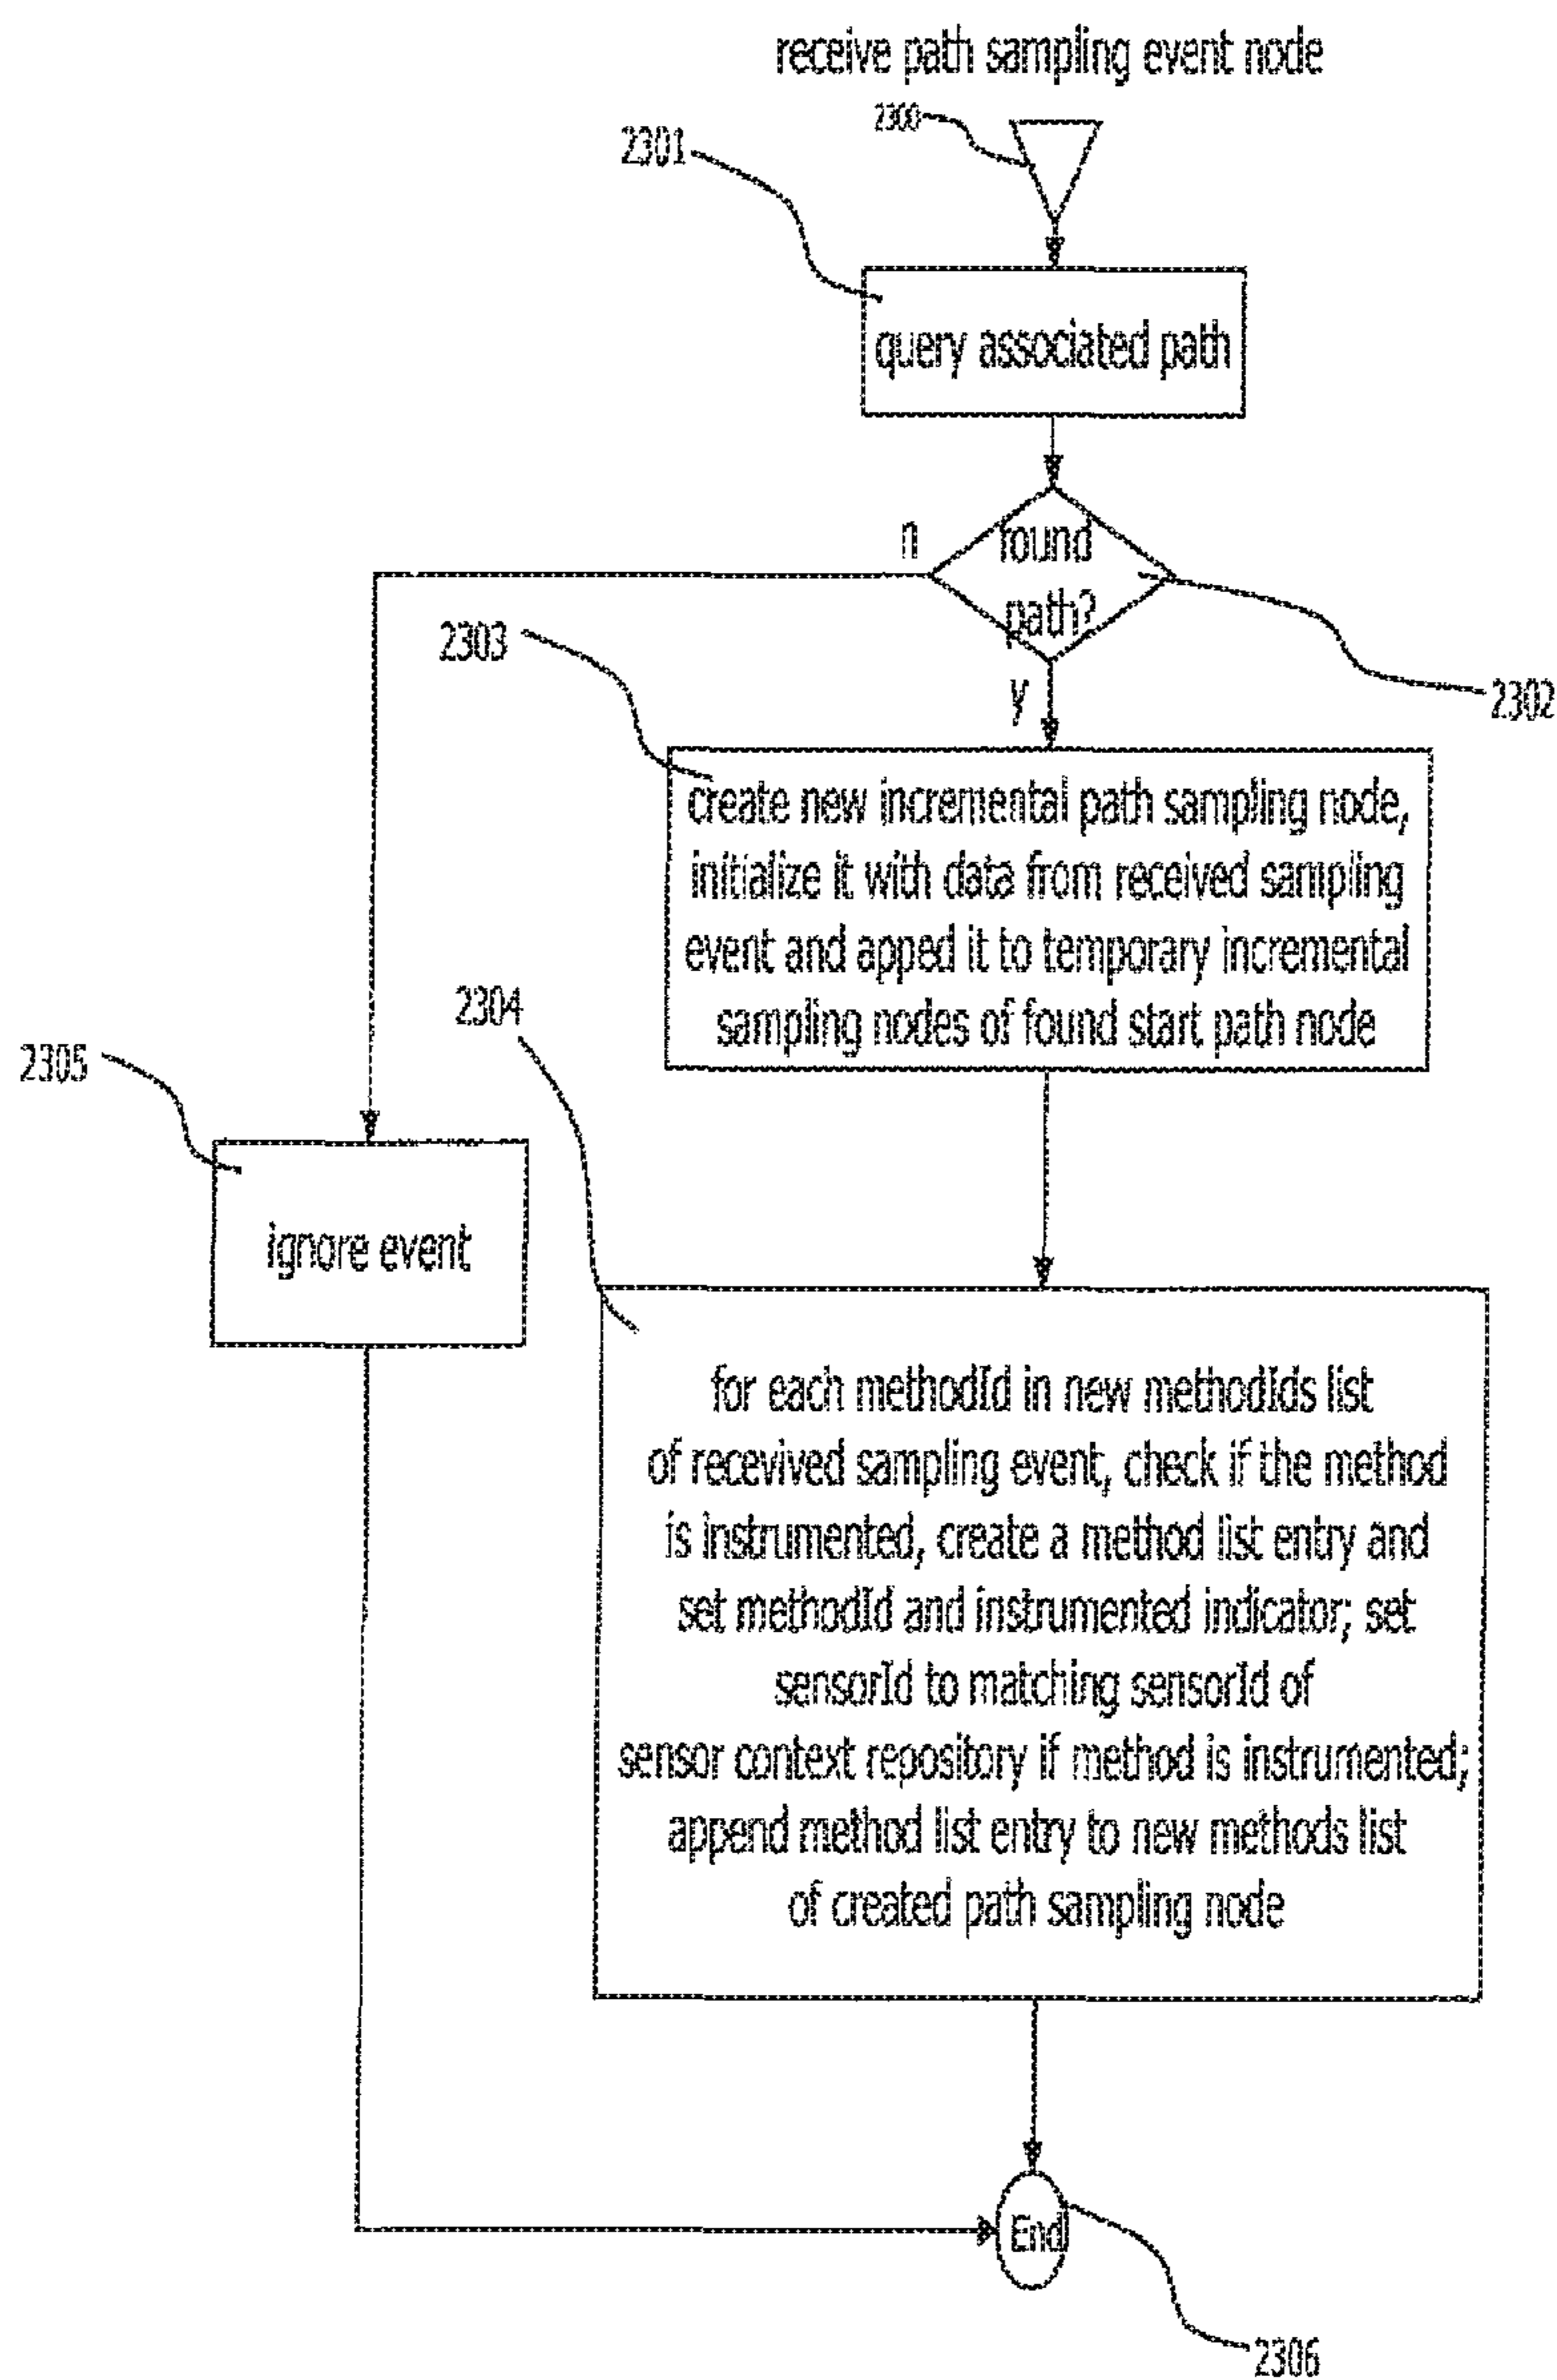 receive path sampling event node
2300
2301
query associated path
n
found
path?
2302
y
2303
create new incremental path sampling node,
initialize it with data from received sampling
event and apped it to temporary incremental
sampling nodes of found start path node
2304
2305
ignore event
for each methodId in new methodIds list
of recevived sampling event, check if the method
is instrumented, create a method list entry and
set methodId and instrumented indicator; set
sensorId to matching sensorId of
sensor context repository if method is instrumented;
append method list entry to new methods list
of created path sampling node
End
2306